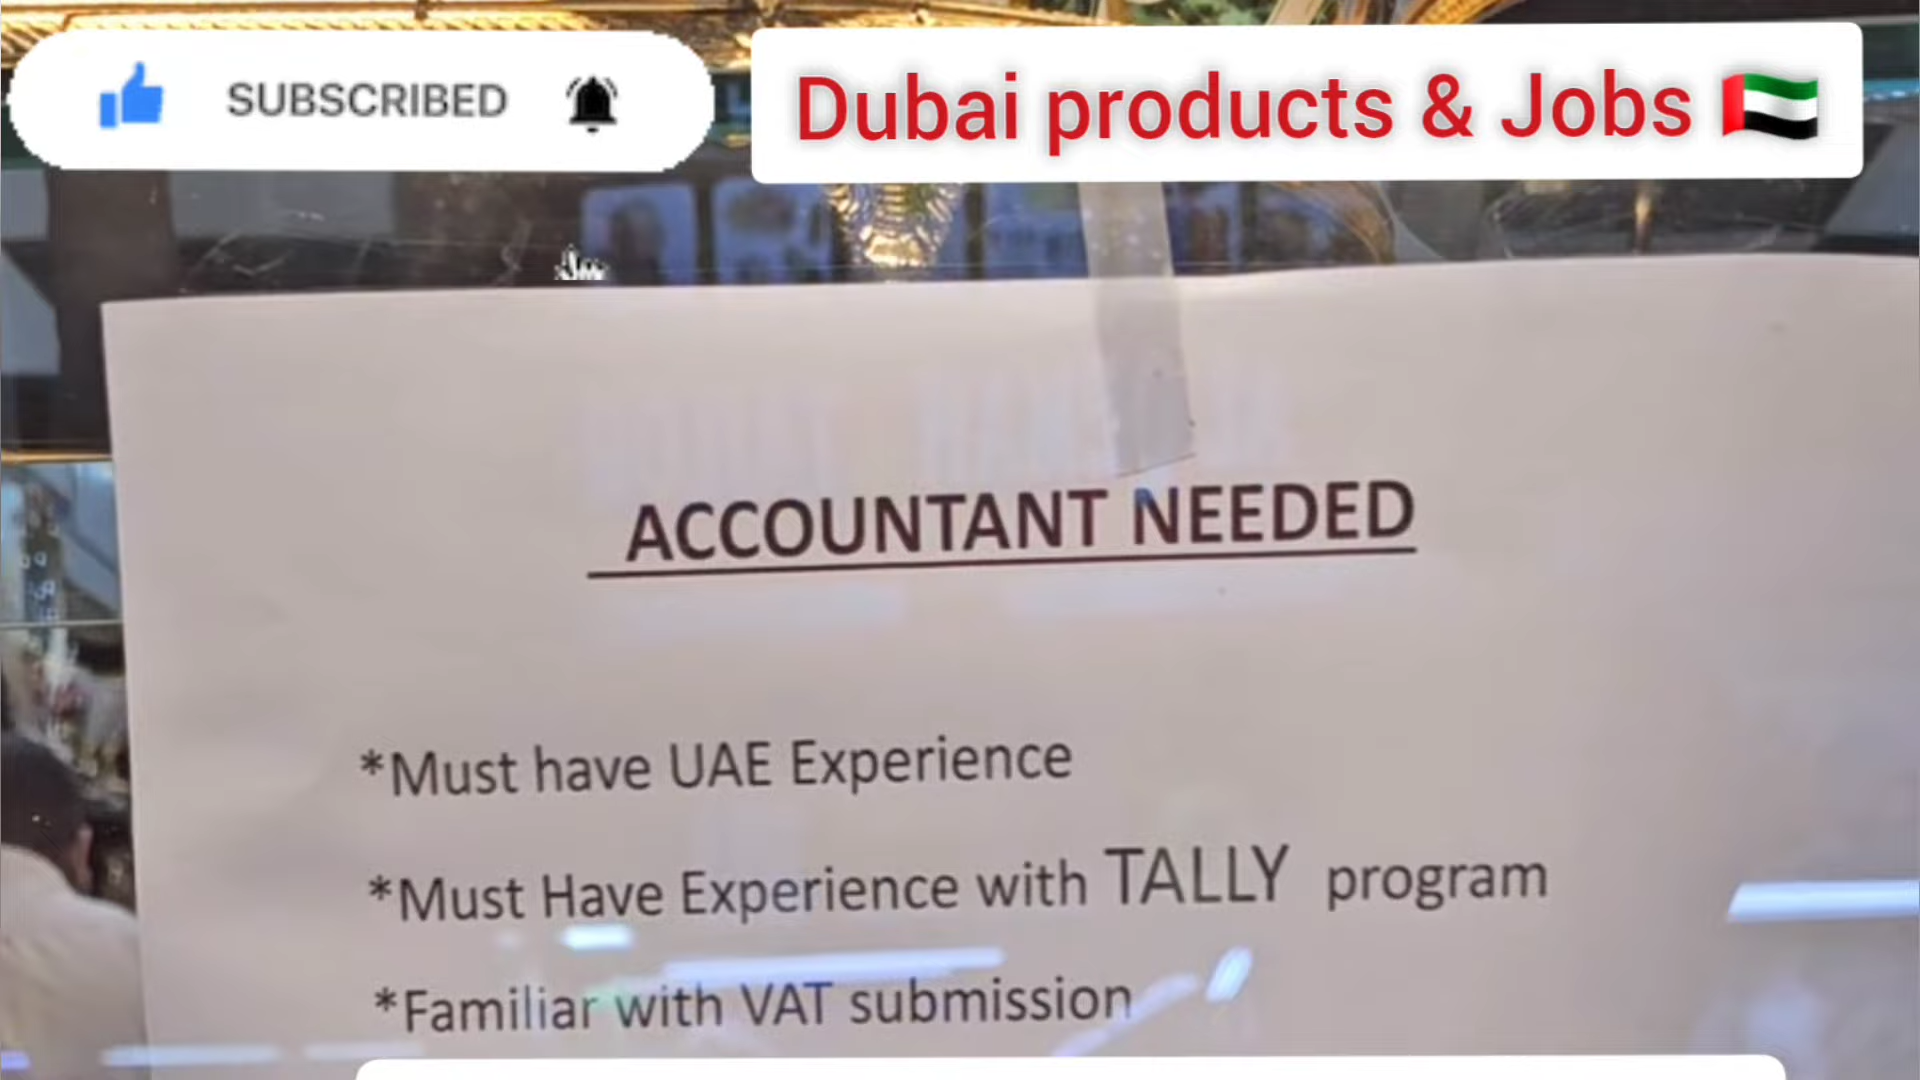 SUBSCRIBED
Dubai products & Jobs 🇦🇪
ACCOUNTANT NEEDED
*Must have UAE Experience
*Must Have Experience with TALLY program
*Familiar with VAT submission